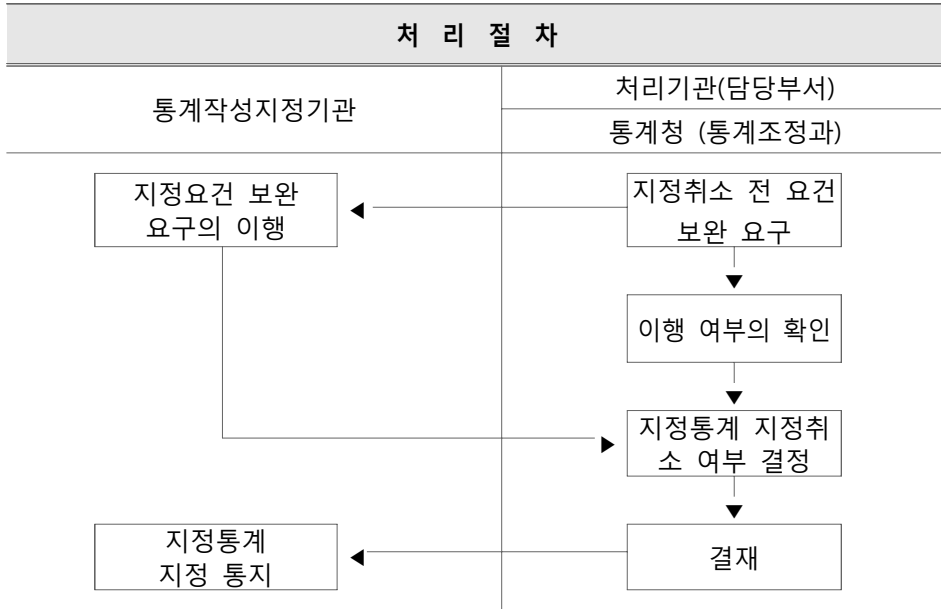 처 리 절 차
통계작성지정기관
처리기관(담당부서)
통계청 (통계조정과)
지정요건 보완
요구의 이행
지정취소 전 요건
보완 요구
이행 여부의 확인
지정통계 지정취
소 여부 결정
지정통계
지정 통지
결재